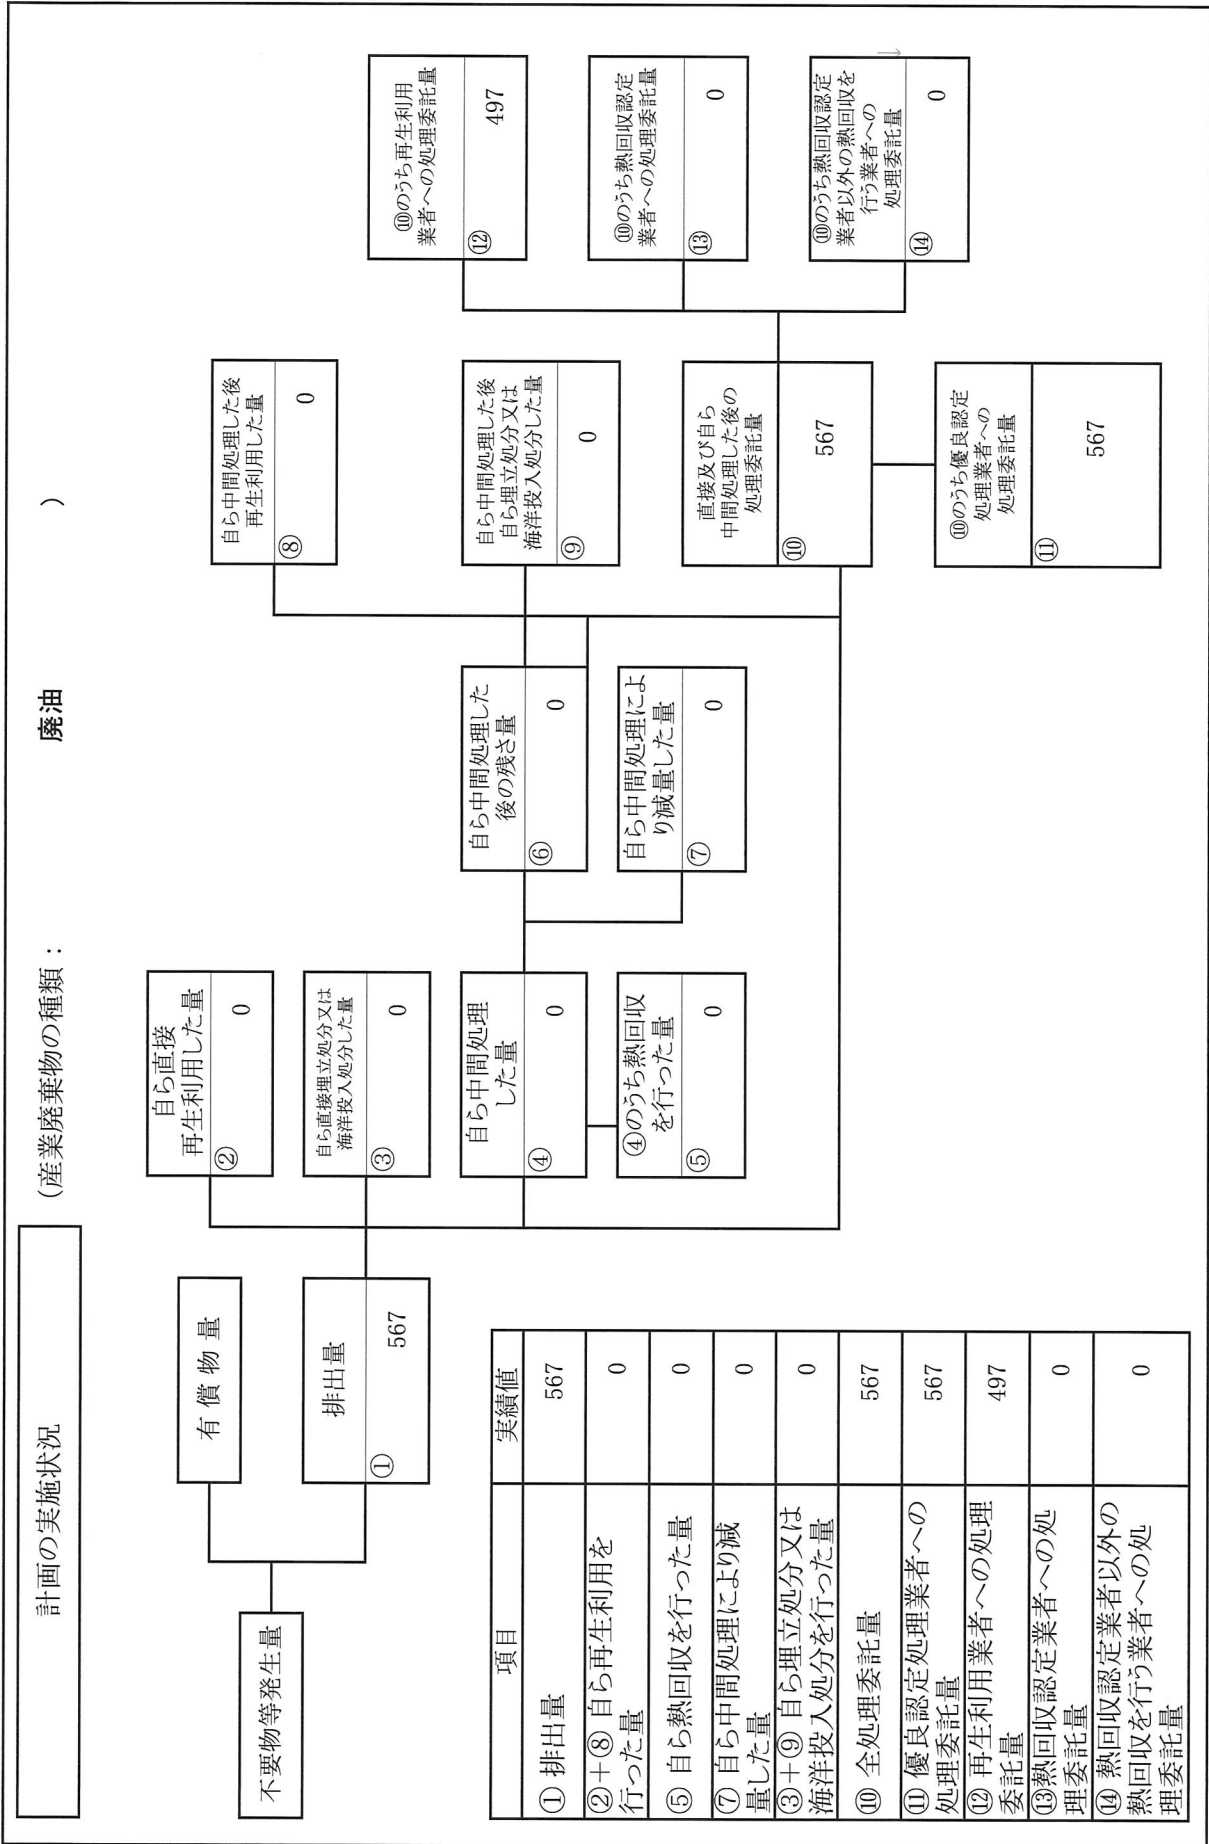 計画の実施状況
(産業廃棄物の種類： 廃油 )
不要物等発生量
有 償 物 量
排出量
①
567
自ら直接
再生利用した量
②
0
自ら直接埋立処分又は
海洋投入処分した量
③
0
自ら中間処理
した量
④
0
④のうち熱回収
を行った量
⑤
0
自ら中間処理した
後の残さ量
⑥
0
自ら中間処理によ
り減量した量
⑦
0
自ら中間処理した後
再生利用した量
⑧
0
自ら中間処理した後
自ら埋立処分又は
海洋投入処分した量
⑨
0
直接及び自ら
中間処理した後の
処理委託量
⑩
567
⑩のうち優良認定
処理業者への
処理委託量
⑪
567
⑩のうち再生利用
業者への処理委託量
⑫
497
⑩のうち熱回収認定
業者への処理委託量
⑬
0
⑩のうち熱回収認定
業者以外の熱回収を
行う業者への
処理委託量
⑭
0
項目 実績値
① 排出量 567
②＋⑧ 自ら再生利用を
行った量 0
⑤ 自ら熱回収を行った量 0
⑦ 自ら中間処理により減
量した量 0
③＋⑨ 自ら埋立処分又は
海洋投入処分を行った量 0
⑩ 全処理委託量 567
⑪ 優良認定処理業者への
処理委託量 567
⑫ 再生利用業者への処理
委託量 497
⑬熱回収認定業者への処
理委託量 0
⑭ 熱回収認定業者以外の
熱回収を行う業者への処
理委託量 0